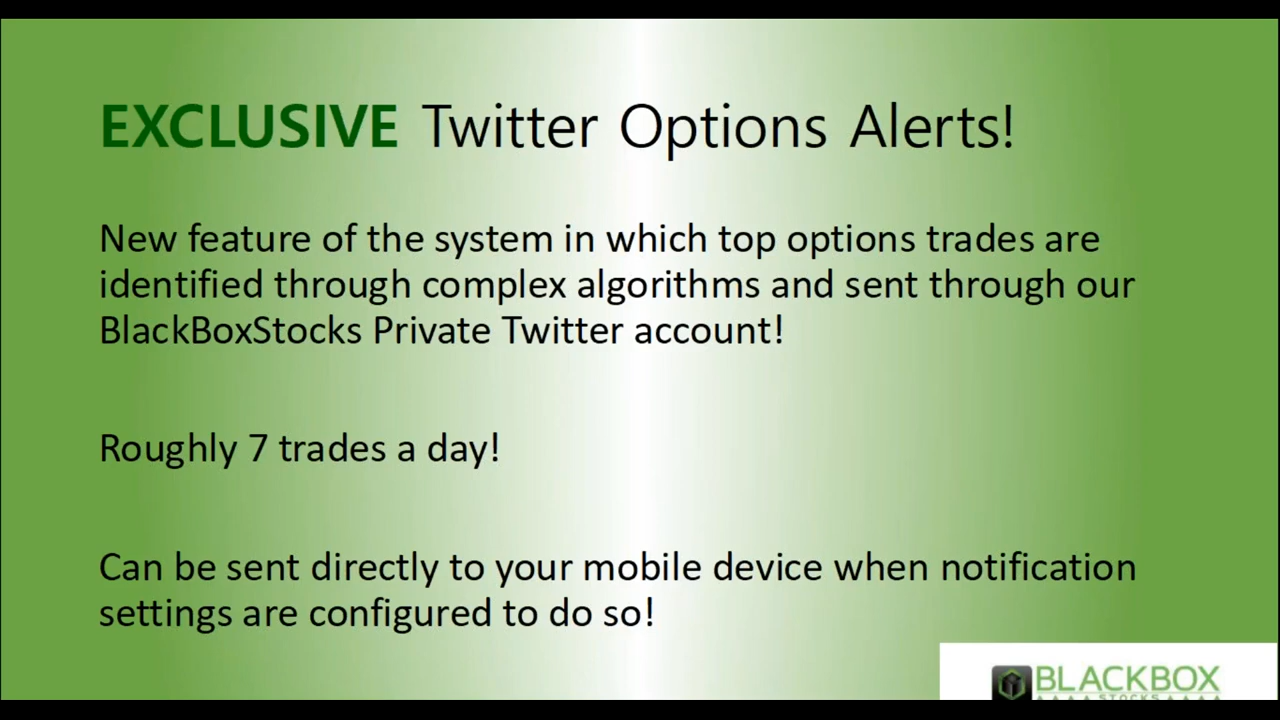 EXCLUSIVE Twitter Options Alerts!
New feature of the system in which top options trades are
identified through complex algorithms and sent through our
BlackBoxStocks Private Twitter account!
Roughly 7 trades a day!
Can be sent directly to your mobile device when notification
settings are configured to do so!
BLACKBOX
STOCKS